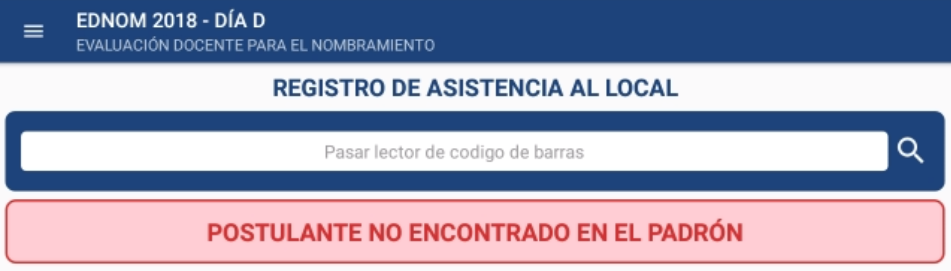 EDNOM 2018 - DÍA D
EVALUACIÓN DOCENTE PARA EL NOMBRAMIENTO
REGISTRO DE ASISTENCIA AL LOCAL
Pasar lector de codigo de barras
POSTULANTE NO ENCONTRADO EN EL PADRÓN